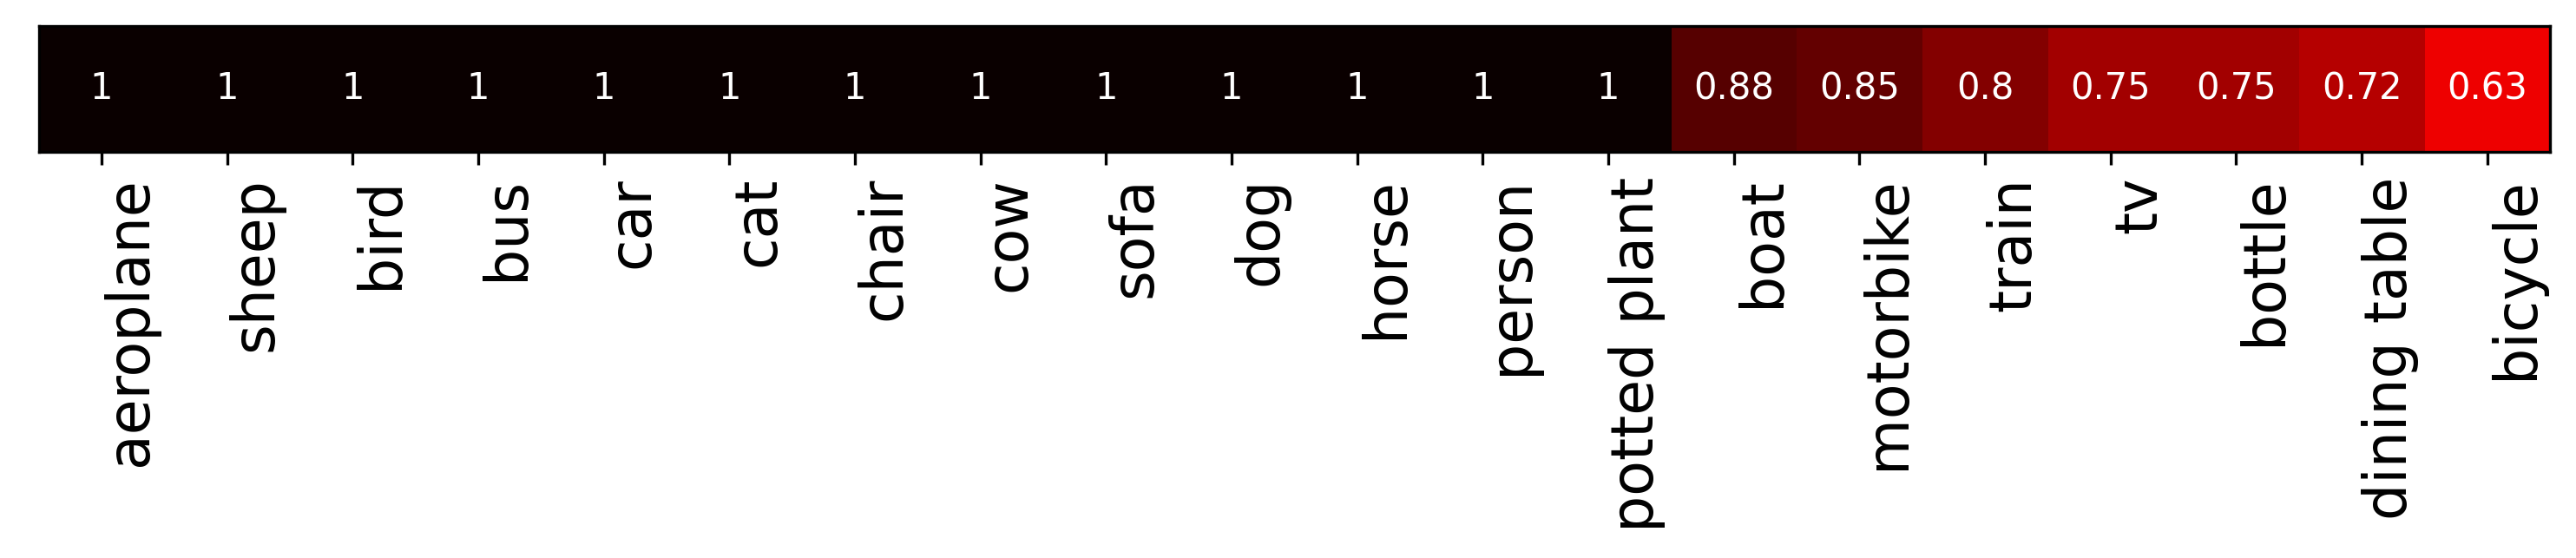 1 1 1 1 1 1 1 1 1 1 1 1 1 0.88 0.85 0.8 0.75 0.75 0.72 0.63
aeroplane
sheep
bird
bus
car
cat
chair
cow
sofa
dog
horse
person
potted plant
boat
motorbike
train
tv
bottle
dining table
bicycle